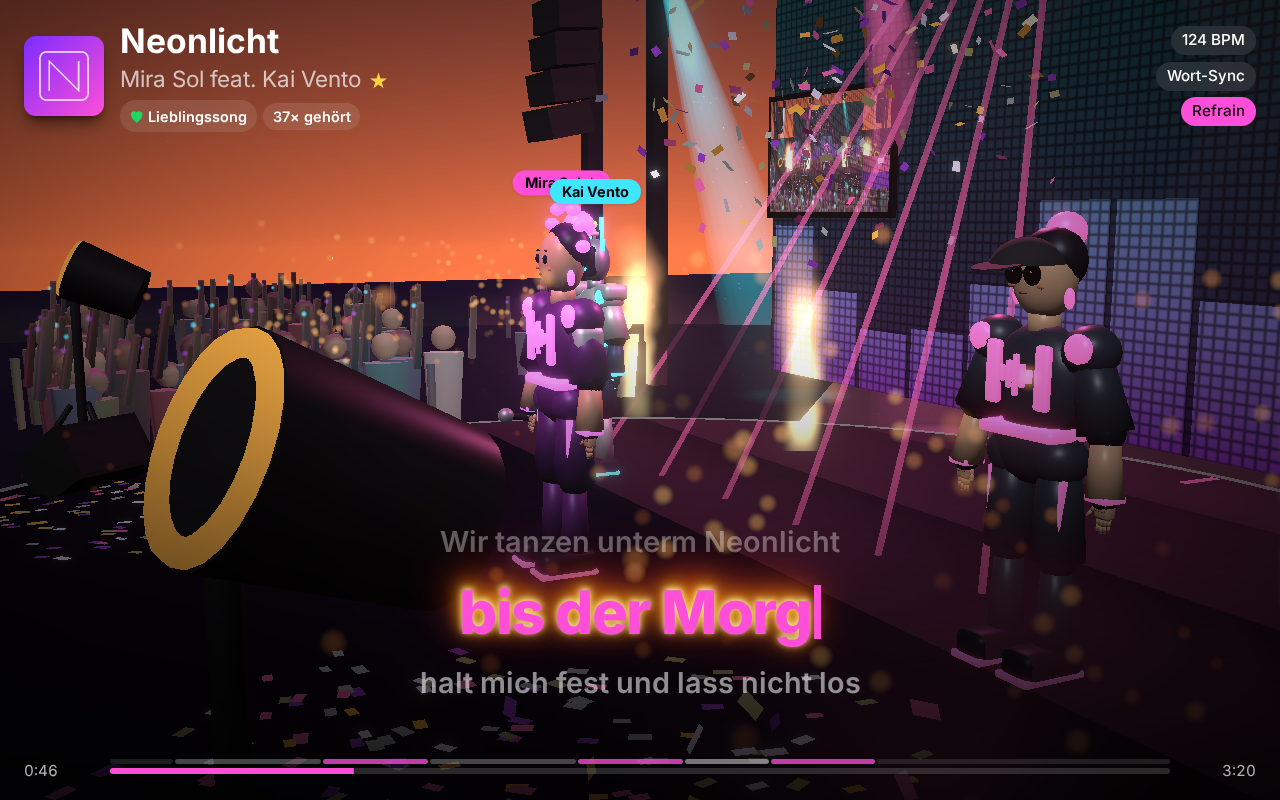 N
Neonlicht
Mira Sol feat. Kai Vento
Lieblingssong
37× gehört
124 BPM
Wort-Sync
Refrain
Mira
Kai Vento
Wir tanzen unterm Neonlicht
bis der Morg
halt mich fest und lass nicht los
0:46
3:20